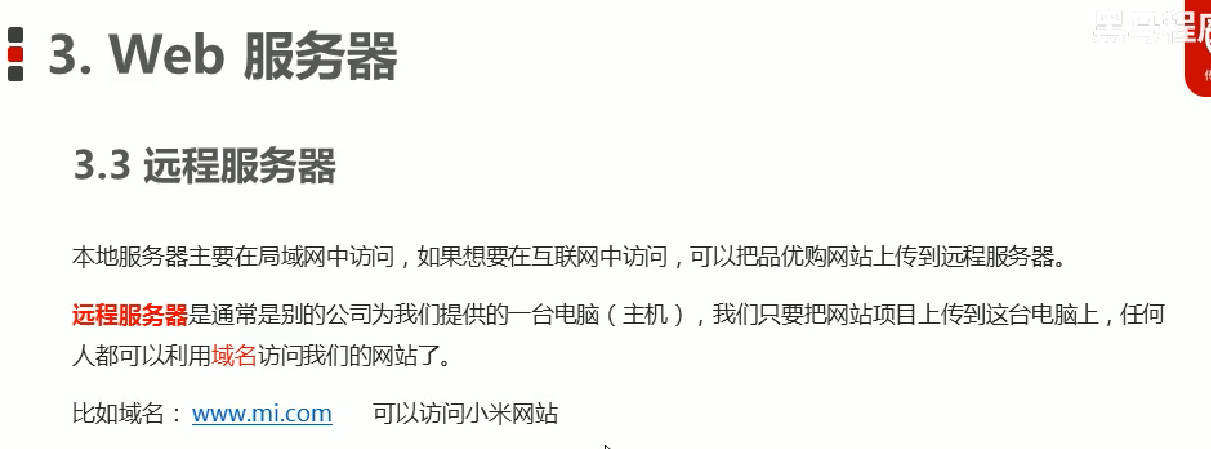 黑马程
3. Web 服务器
3.3 远程服务器
本地服务器主要在局域网中访问，如果想要在互联网中访问，可以把品优购网站上传到远程服务器。
远程服务器是通常是别的公司为我们提供的一台电脑（主机），我们只要把网站项目上传到这台电脑上，任何
人都可以利用域名访问我们的网站了。
比如域名： www.mi.com 可以访问小米网站